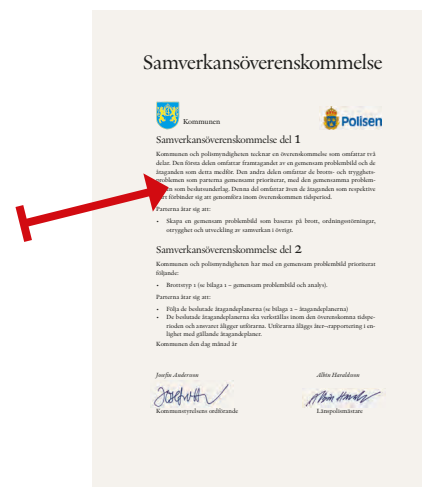 Samverkansöverenskommelse
Kommunen
Polisen
Samverkansöverenskommelse del 1
Kommunen och polismyndigheten tecknar en överenskommelse som omfattar två
delar. Den första delen omfattar framtagandet av en gemensam problembild och de
åtaganden som detta medför. Den andra delen omfattar de brotts- och trygghets-
problemen som parterna gemensamt prioriterar, med den gemensamma problem-
som beslutsunderlag. Denna del omfattar även de åtaganden som respektive
förbinder sig att genomföra inom överenskommen tidsperiod.
Parterna åtar sig att:
• Skapa en gemensam problembild som baseras på brott, ordningsstörningar,
otrygghet och utveckling av samverkan i övrigt.
Samverkansöverenskommelse del 2
Kommunen och polismyndigheten har med en gemensam problembild prioriterat
följande:
• Brottstyp 1 (se bilaga 1 – gemensam problembild och analys).
Parterna åtar sig att:
• Följa de beslutade åtagandeplanerna (se bilaga 2 – åtagandeplanerna)
• De beslutade åtagandeplanerna ska verkställas inom den överenskomna tidspe-
rioden och ansvaret åligger utförarna. Utförarna åläggs åter-rapportering i en-
lighet med gällande åtagandeplaner.
Kommunen den dag månad år
Josefin Andersson
Albin Haraldsson
Kommunstyrelsens ordförande
Länspolismästare